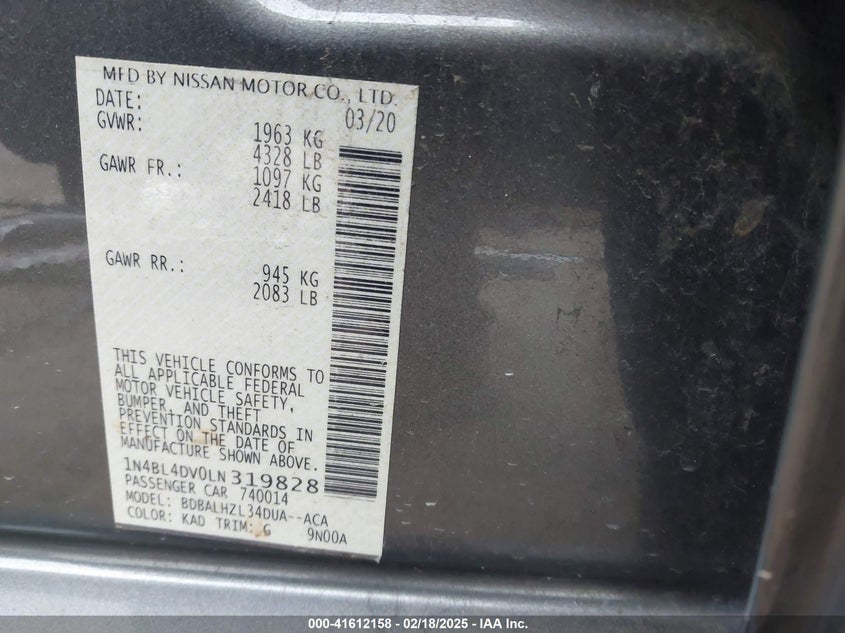 MFD BY NISSAN MOTOR CO., LTD.
DATE: 03/20
GVWR: 1963 KG
4328 LB
GAWR FR.: 1097 KG
2418 LB
GAWR RR.: 945 KG
2083 LB
THIS VEHICLE CONFORMS TO
ALL APPLICABLE FEDERAL
MOTOR VEHICLE SAFETY,
BUMPER, AND THEFT
PREVENTION STANDARDS IN
EFFECT ON THE DATE OF
MANUFACTURE SHOWN ABOVE.
1N4BL4DV0LN319828
PASSENGER CAR 740014
MODEL: BDBALHZL34DUA--ACA
COLOR: KAD TRIM: G 9N00A
000-41612158 - 02/18/2025 - IAA Inc.